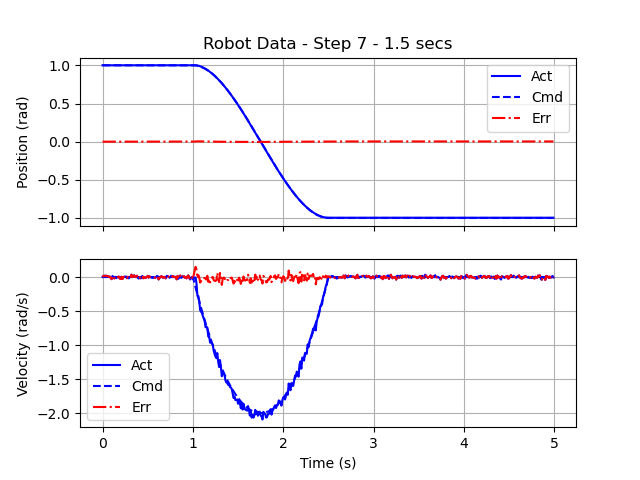 Robot Data - Step 7 - 1.5 secs
Position (rad)
1.0
0.5
0.0
−0.5
−1.0
Act
Cmd
Err
Velocity (rad/s)
0.0
−0.5
−1.0
−1.5
−2.0
Act
Cmd
Err
0 1 2 3 4 5
Time (s)